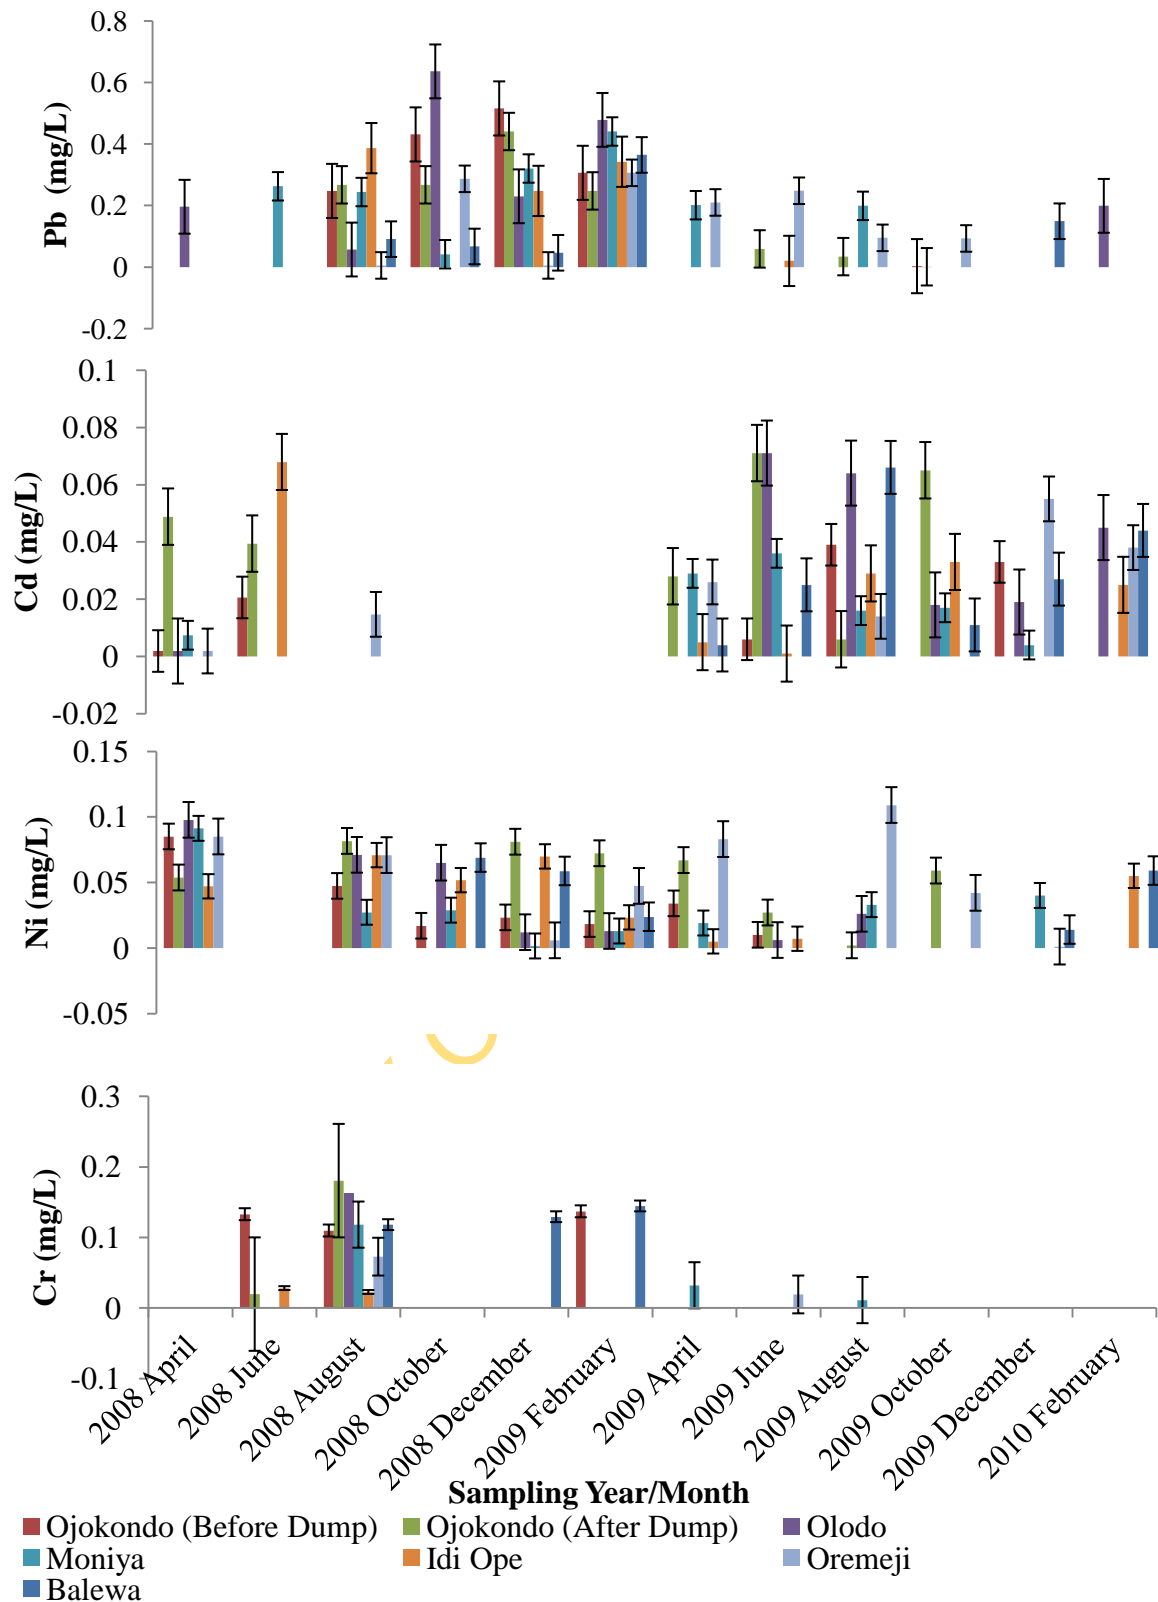 0.8
0.6
0.4
0.2
0
-0.2
Pb (mg/L)
0.1
0.08
0.06
0.04
0.02
0
-0.02
Cd (mg/L)
0.15
0.1
0.05
0
-0.05
Ni (mg/L)
0.3
0.2
0.1
0
-0.1
Cr (mg/L)
2008 April
2008 June
2008 August
2008 October
2008 December
2009 February
2009 April
2009 June
2009 August
2009 October
2009 December
2010 February
Sampling Year/Month
Ojokondo (Before Dump) Ojokondo (After Dump) Olodo
Moniya Idi Ope Oremeji
Balewa